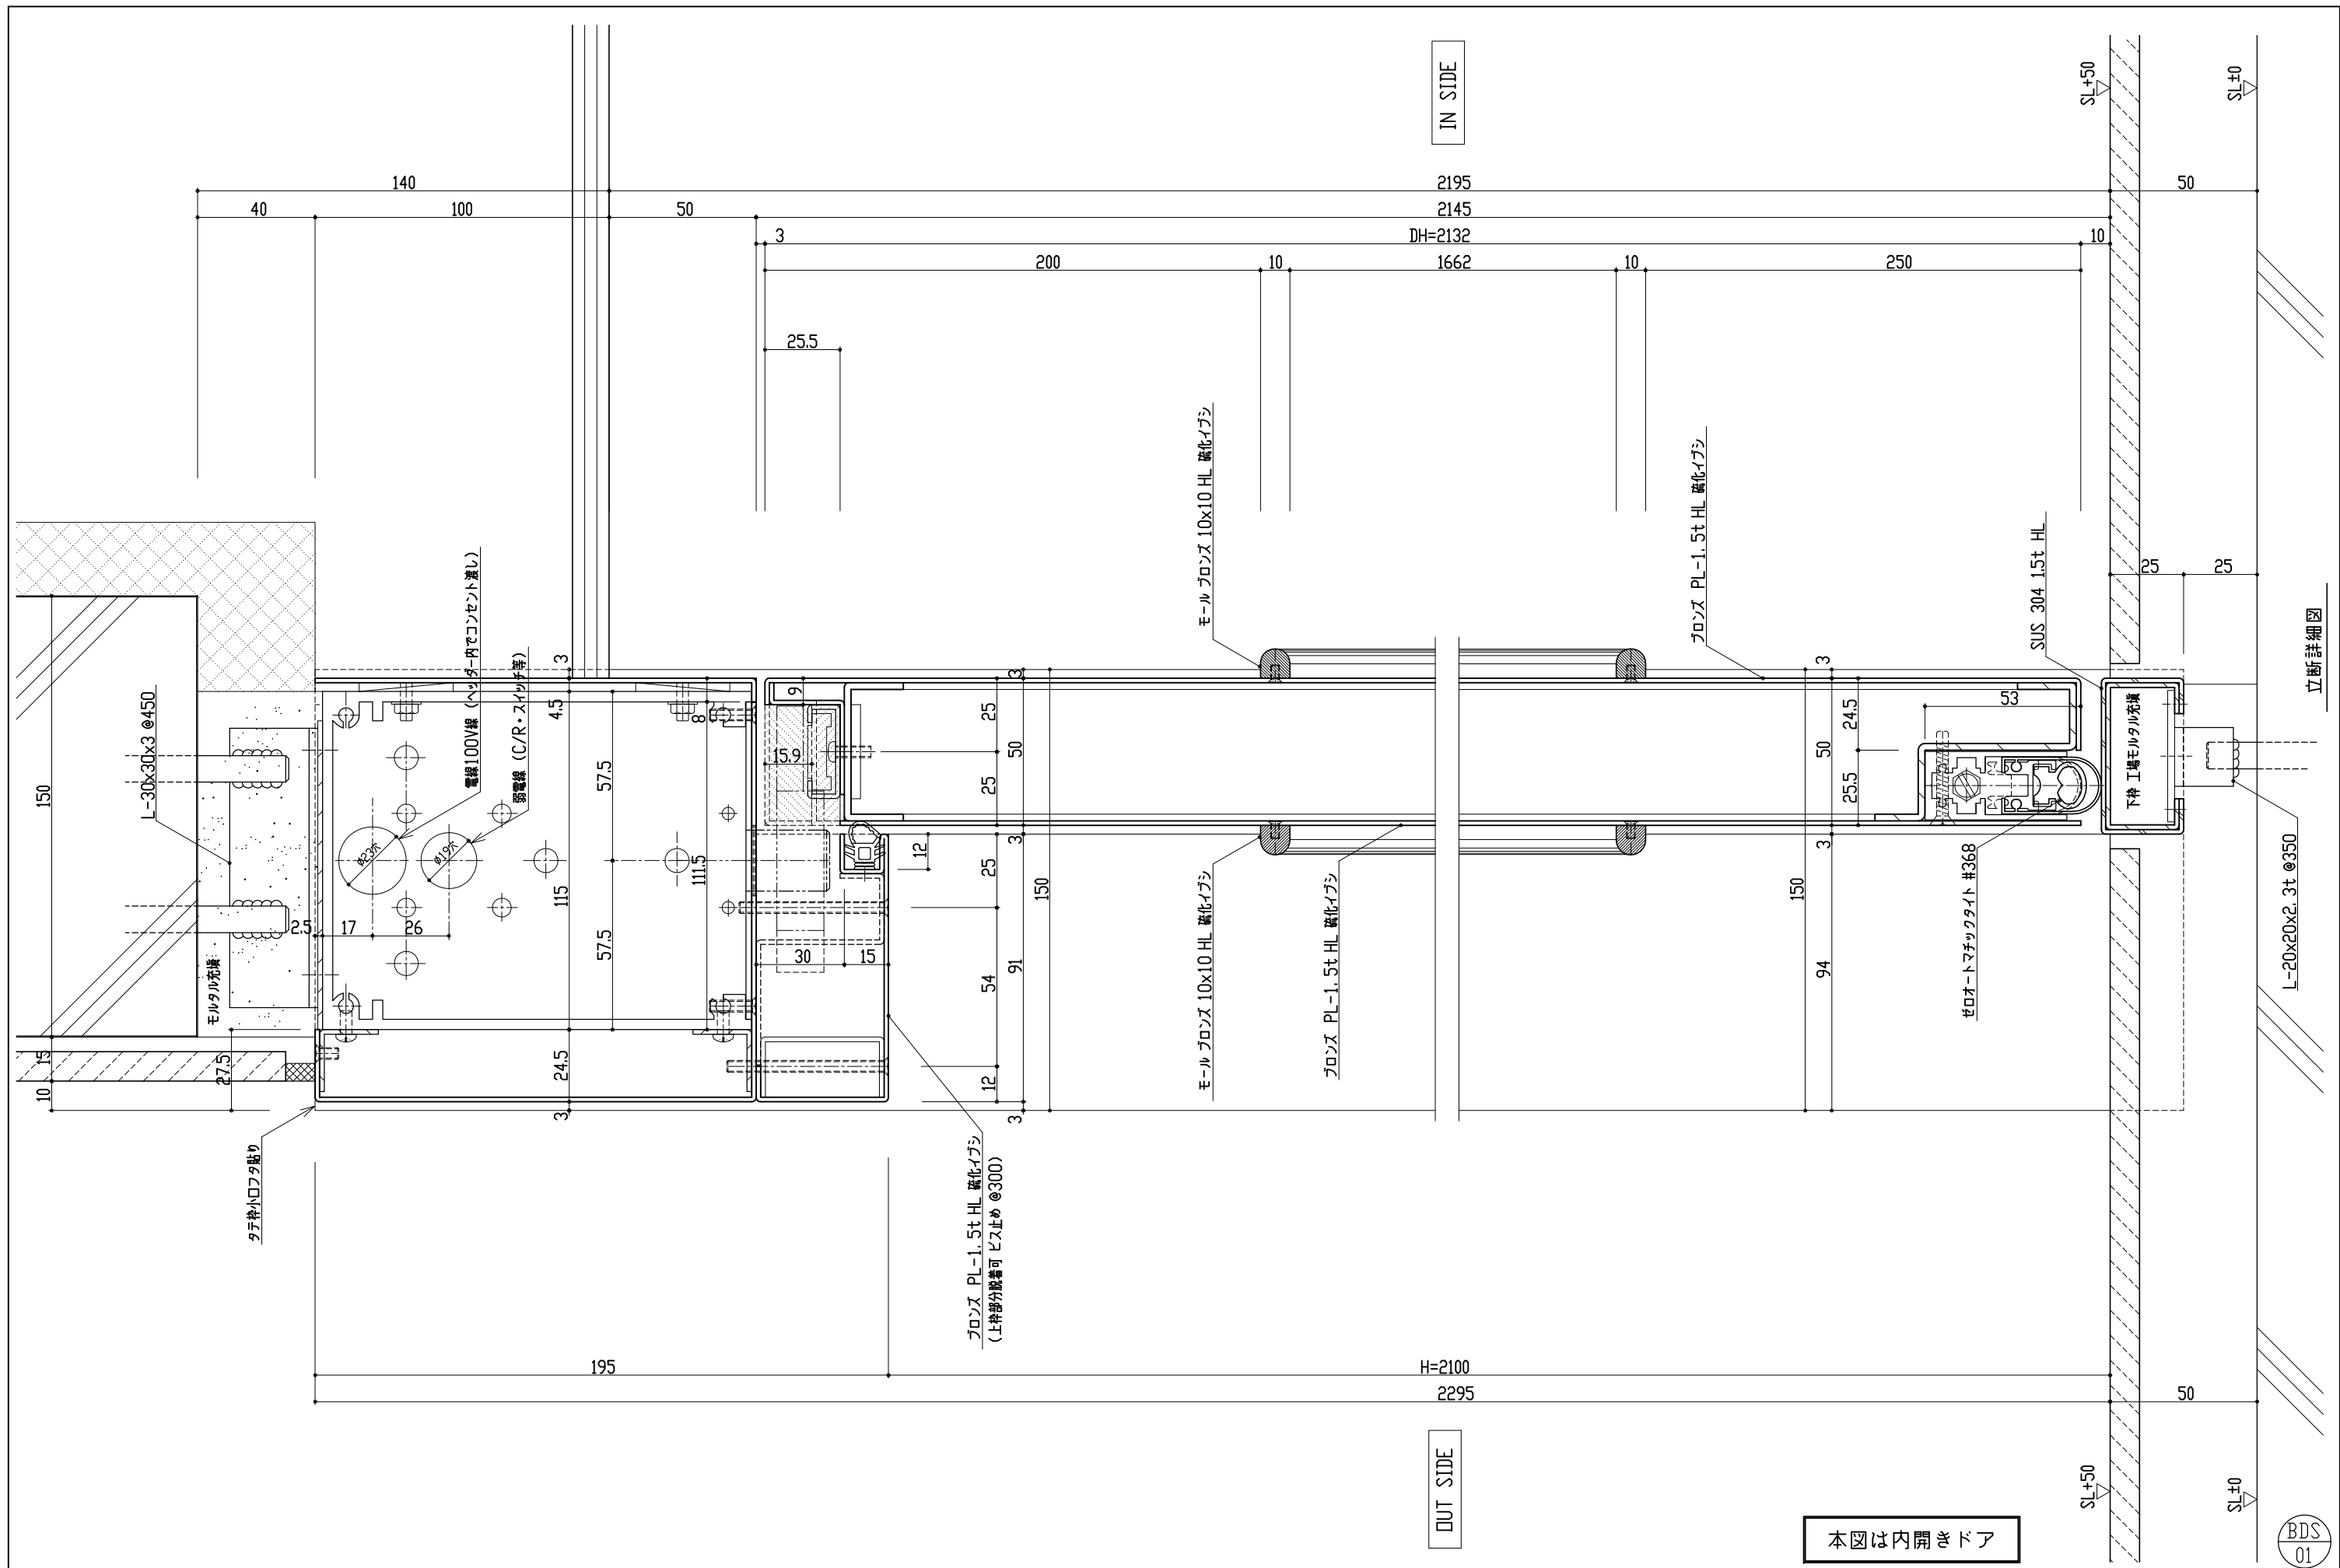 IN SIDE
SL+50
SL±0
140
2195
50
40
100
50
2145
3
DH=2132
10
200
10
1662
10
250
25.5
モール ブロンズ 10x10 HL 硫化イブシ
ブロンズ PL-1.5t HL 硫化イブシ
SUS 304 1.5t HL
25
25
立断詳細図
電線100V線（ヘッダー内でコンセント渡し）
弱電線（C/R・スイッチ等）
L-30x30x3 @450
150
3
4.5
8
9
3
25
50
25
15.9
3
24.5
50
25.5
53
下枠 工場モルタル充填
φ23穴
φ19穴
57.5
115
111.5
57.5
2.5
17
26
12
3
25
150
91
54
30
15
3
150
94
ゼロオートマチックタイト #368
L-20x20x2.3t @350
モルタル充填
モール ブロンズ 10x10 HL 硫化イブシ
ブロンズ PL-1.5t HL 硫化イブシ
15
27.5
10
24.5
3
12
3
タテ枠小口フタ貼り
ブロンズ PL-1.5t HL 硫化イブシ
（上枠部分脱着可 ビス止め @300）
195
H=2100
2295
50
OUT SIDE
SL+50
SL±0
本図は内開きドア
BDS
01